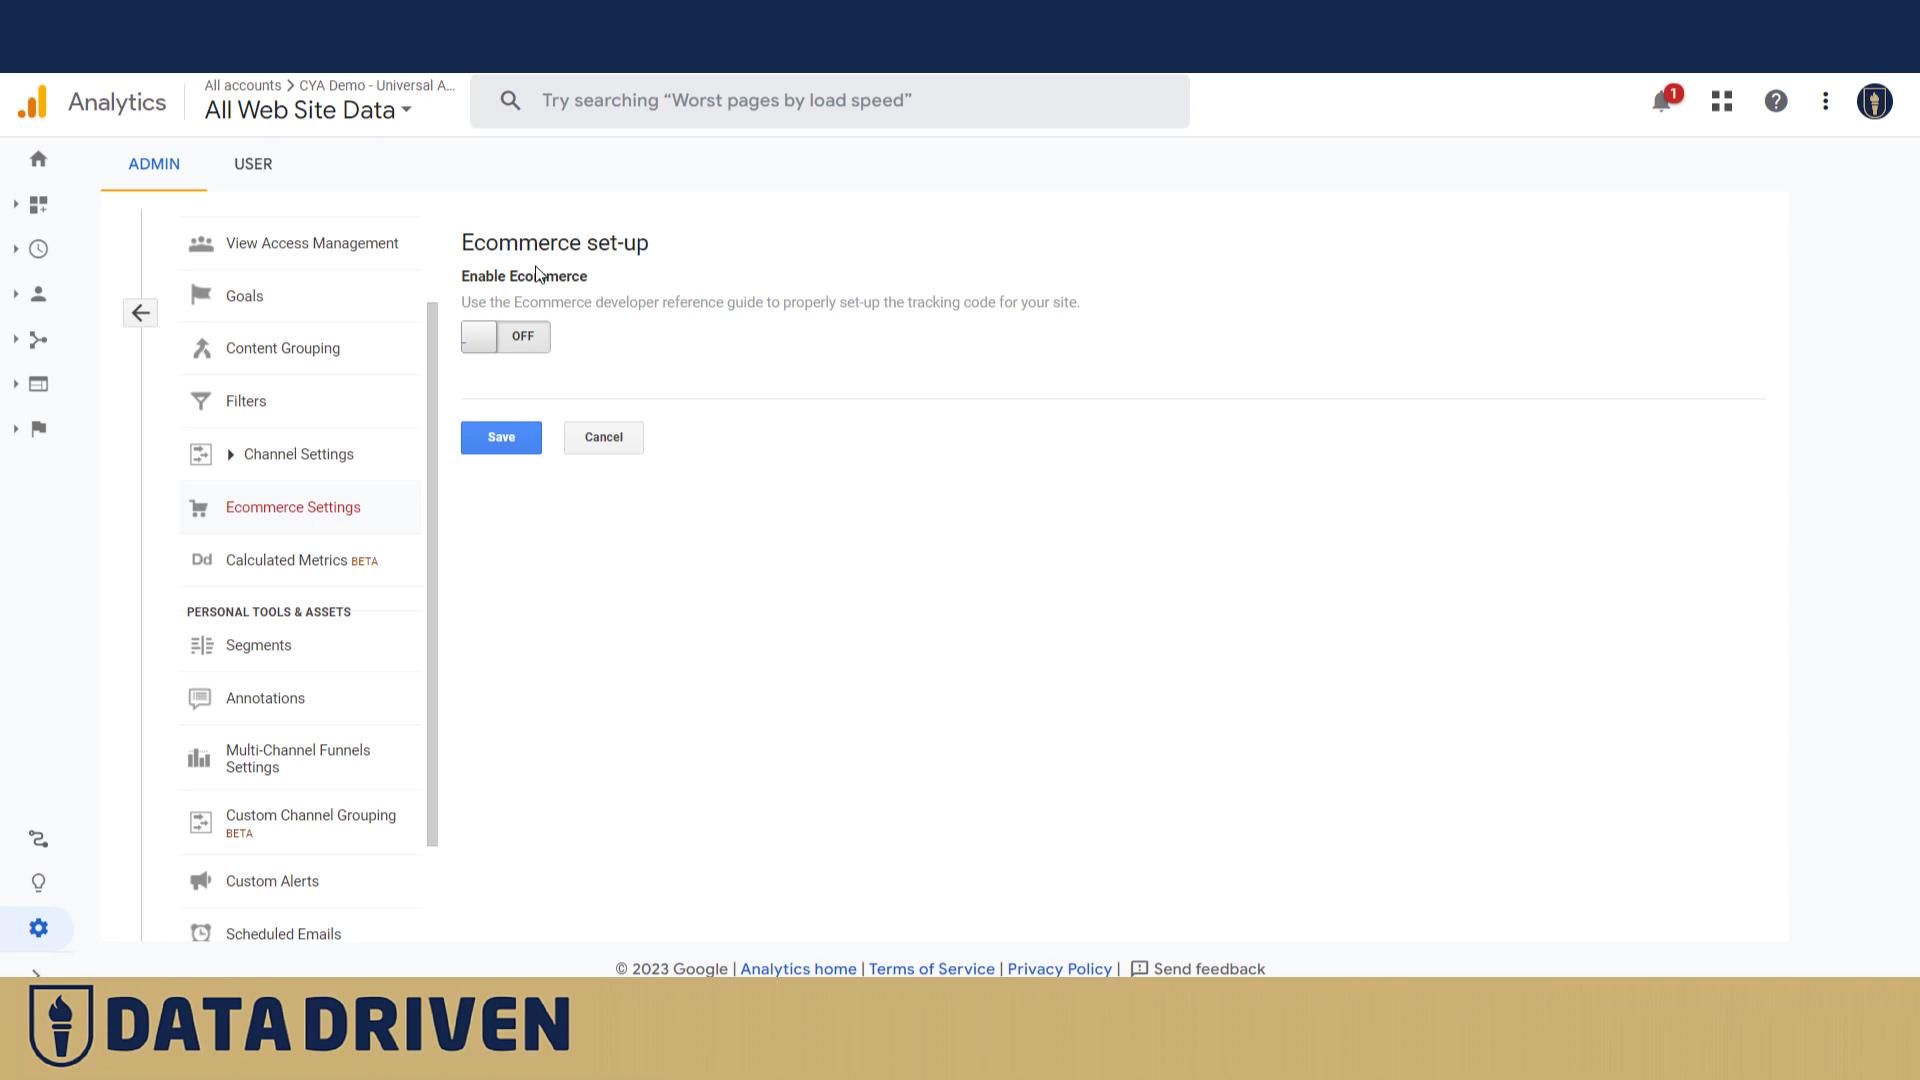 Analytics
All accounts > CYA Demo - Universal A...
All Web Site Data
Try searching “Worst pages by load speed”
1
ADMIN
USER
View Access Management
Goals
Content Grouping
Filters
Channel Settings
Ecommerce Settings
Dd Calculated Metrics BETA
PERSONAL TOOLS & ASSETS
Segments
Annotations
Multi-Channel Funnels
Settings
Custom Channel Grouping
BETA
Custom Alerts
Scheduled Emails
Ecommerce set-up
Enable Ecommerce
Use the Ecommerce developer reference guide to properly set-up the tracking code for your site.
OFF
Save
Cancel
© 2023 Google | Analytics home | Terms of Service | Privacy Policy | Send feedback
DATA DRIVEN